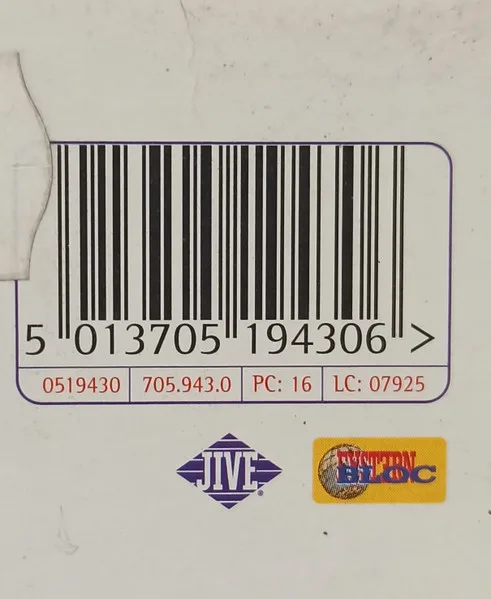 5 013705 194306 >
0519430 705.943.0 PC: 16 LC: 07925
JIVE ®
EASTERN
BLOC